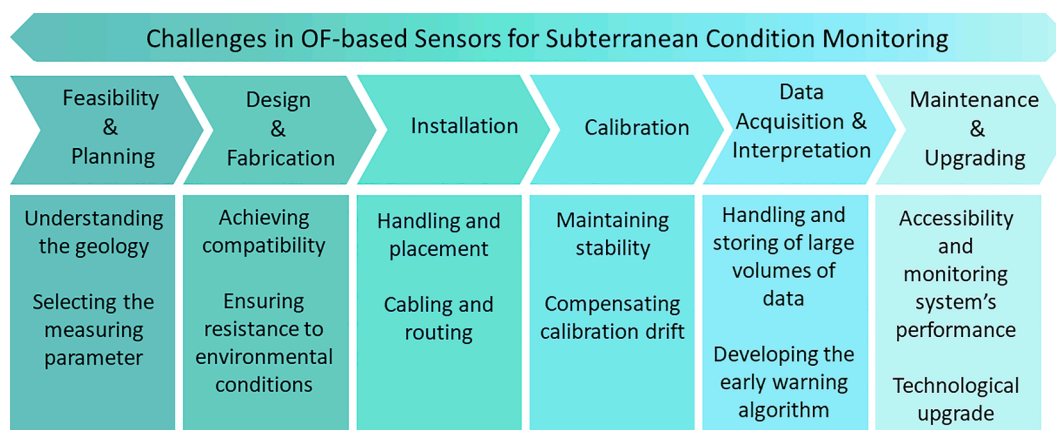 Challenges in OF-based Sensors for Subterranean Condition Monitoring
Feasibility
&
Planning
Design
&
Fabrication
Installation
Calibration
Data
Acquisition &
Interpretation
Maintenance
&
Upgrading
Understanding
the geology
Selecting the
measuring
parameter
Achieving
compatibility
Ensuring
resistance to
environmental
conditions
Handling and
placement
Cabling and
routing
Maintaining
stability
Compensating
calibration drift
Handling and
storing of large
volumes of
data
Developing the
early warning
algorithm
Accessibility
and
monitoring
system's
performance
Technological
upgrade